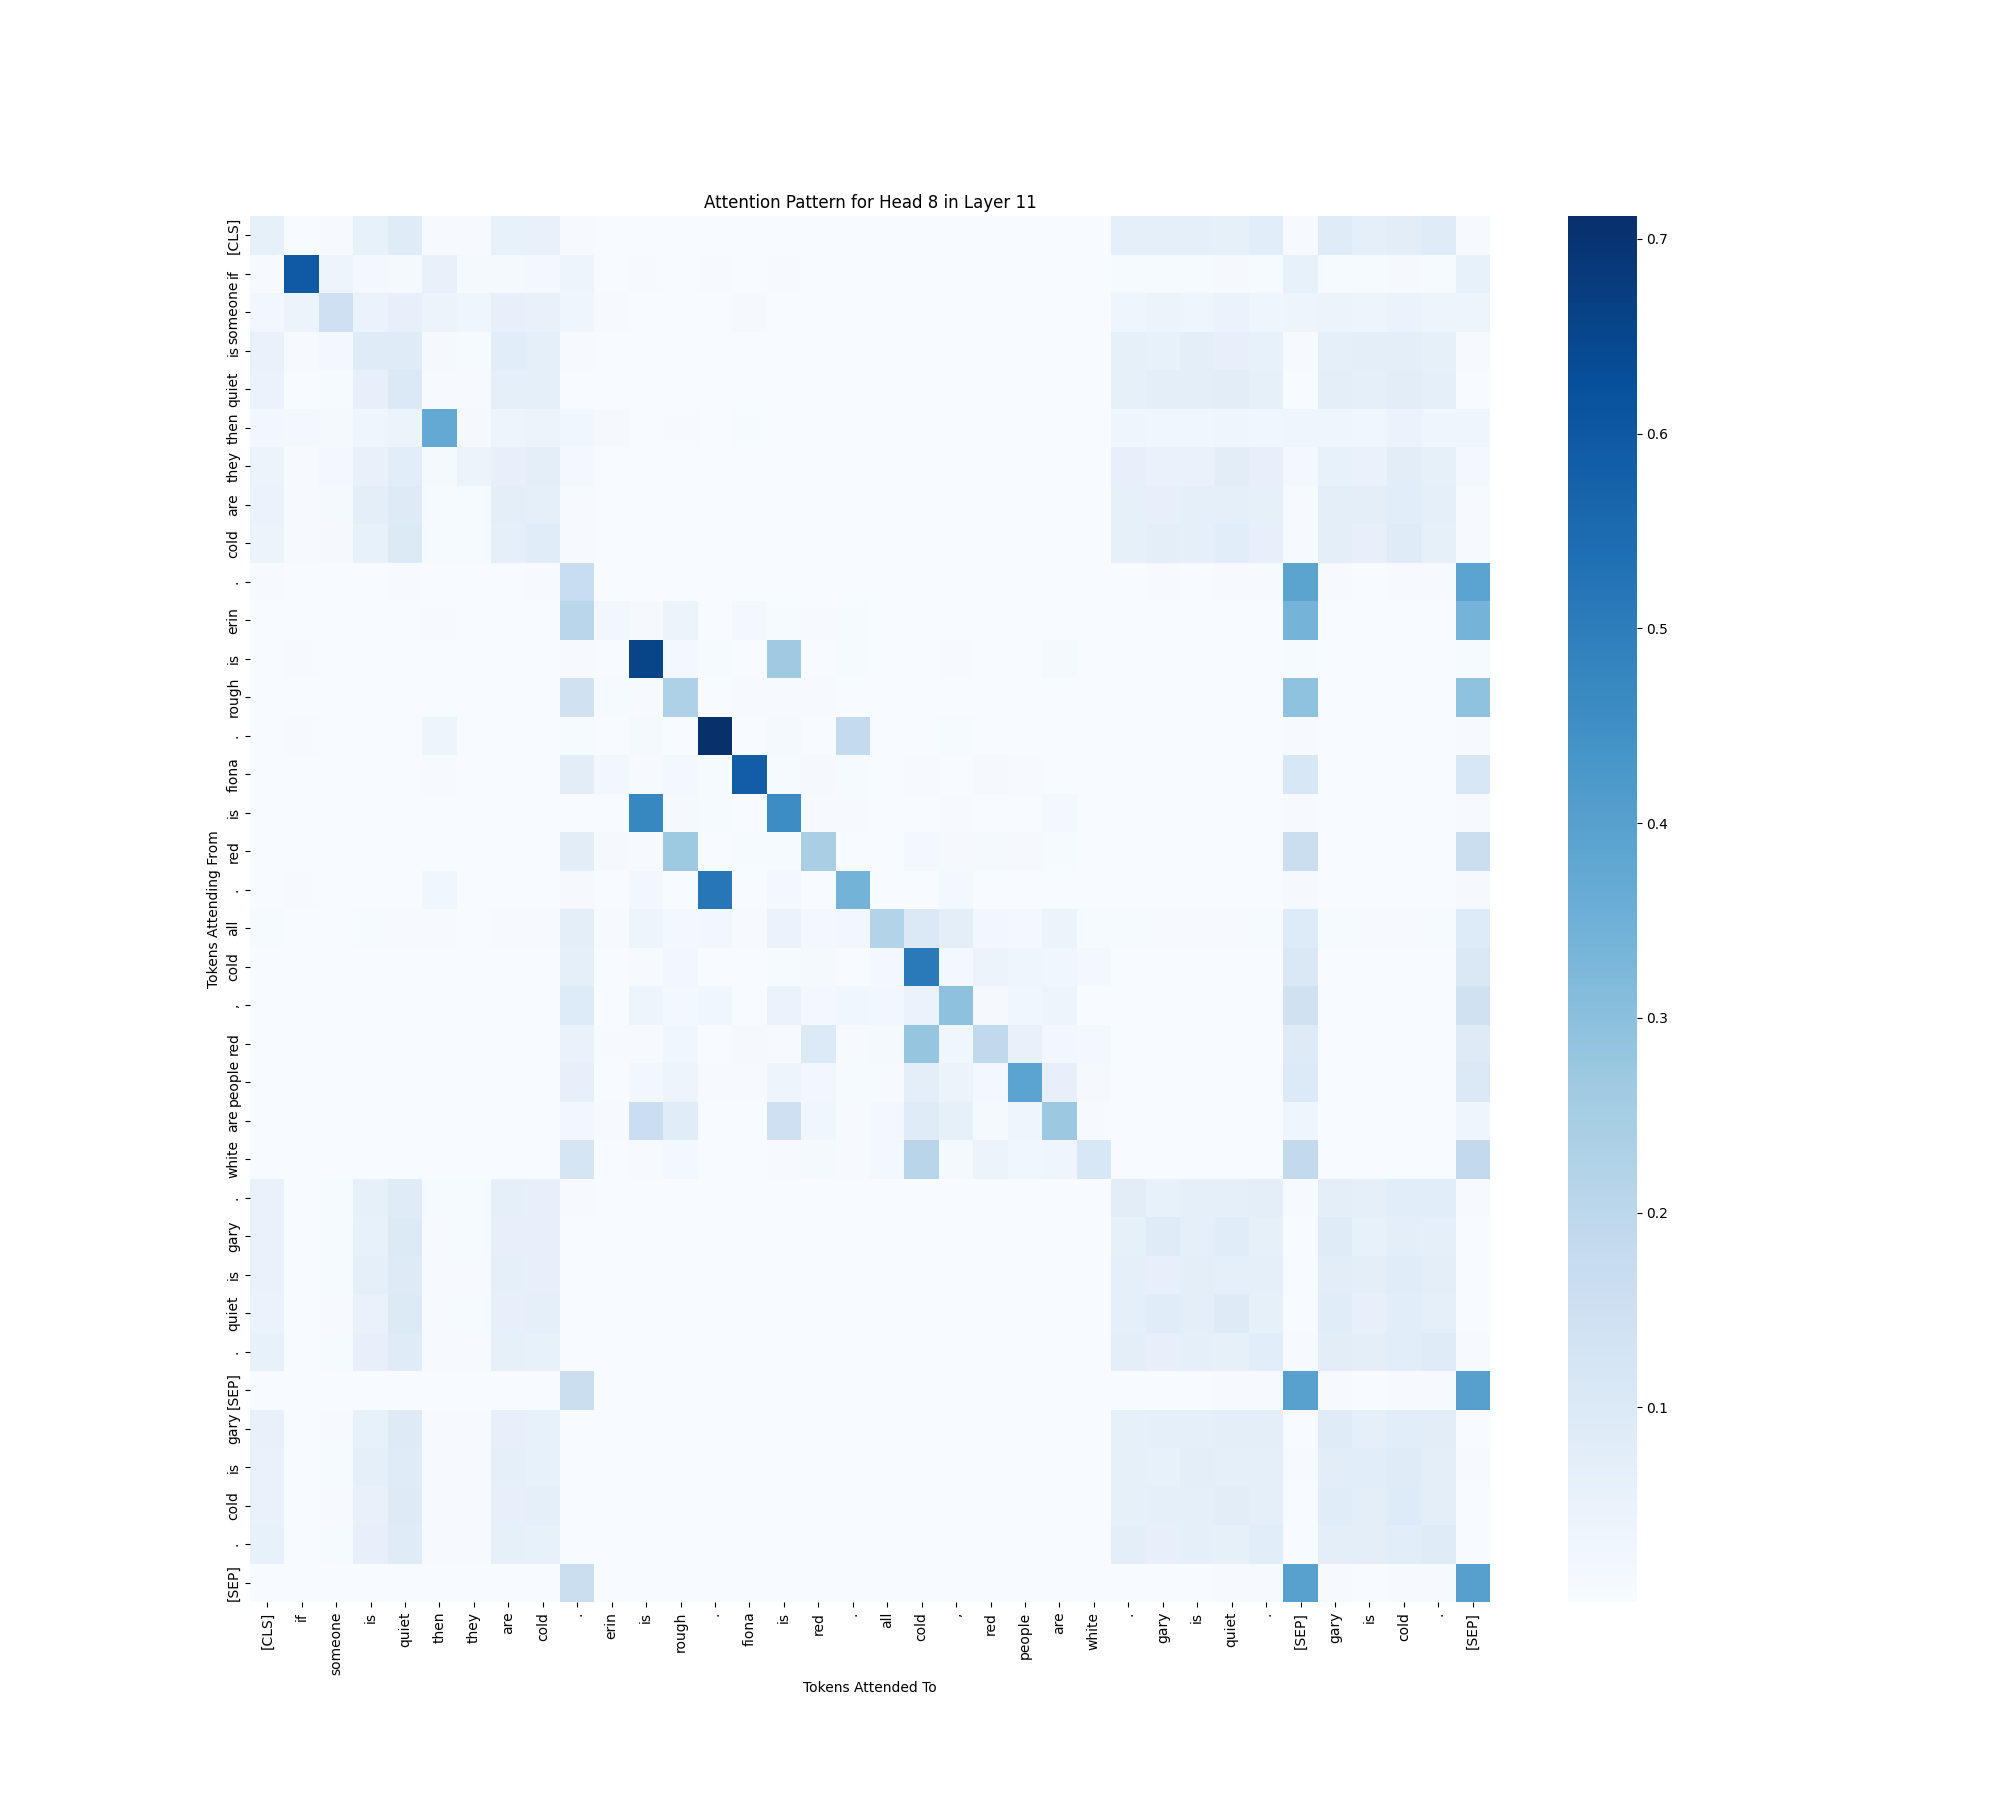 Attention Pattern for Head 8 in Layer 11
Tokens Attending From
[CLS]
if
someone
is
quiet
then
they
are
cold
.
erin
is
rough
.
fiona
is
red
.
all
cold
,
red
people
are
white
.
gary
is
quiet
.
[SEP]
gary
is
cold
.
[SEP]
[CLS] if someone is quiet then they are cold . erin is rough . fiona is red . all cold , red people are white . gary is quiet . [SEP] gary is cold . [SEP]
Tokens Attended To
0.7
0.6
0.5
0.4
0.3
0.2
0.1